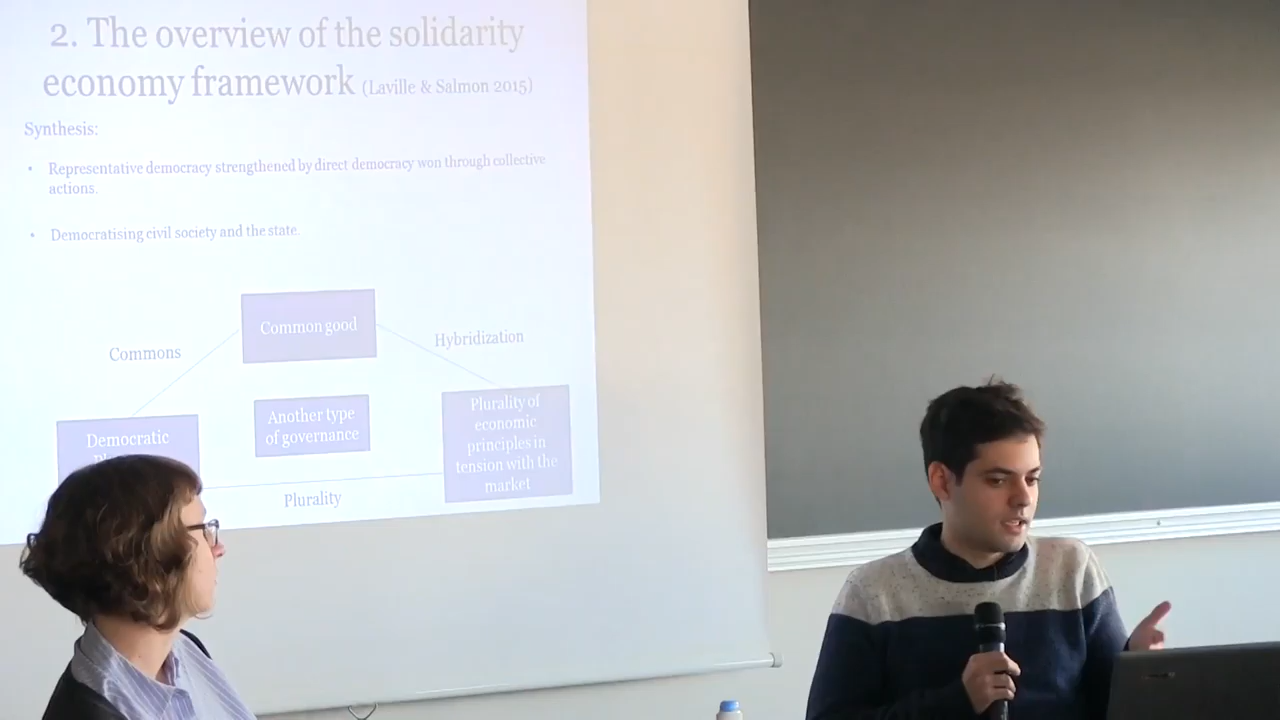 2. The overview of the solidarity
economy framework (Laville & Salmon 2015)
Synthesis:
• Representative democracy strengthened by direct democracy won through collective
actions.
• Democratising civil society and the state.
Common good
Commons
Hybridization
Another type
of governance
Democratic
Plurality of
economic
principles in
tension with the
market
Plurality